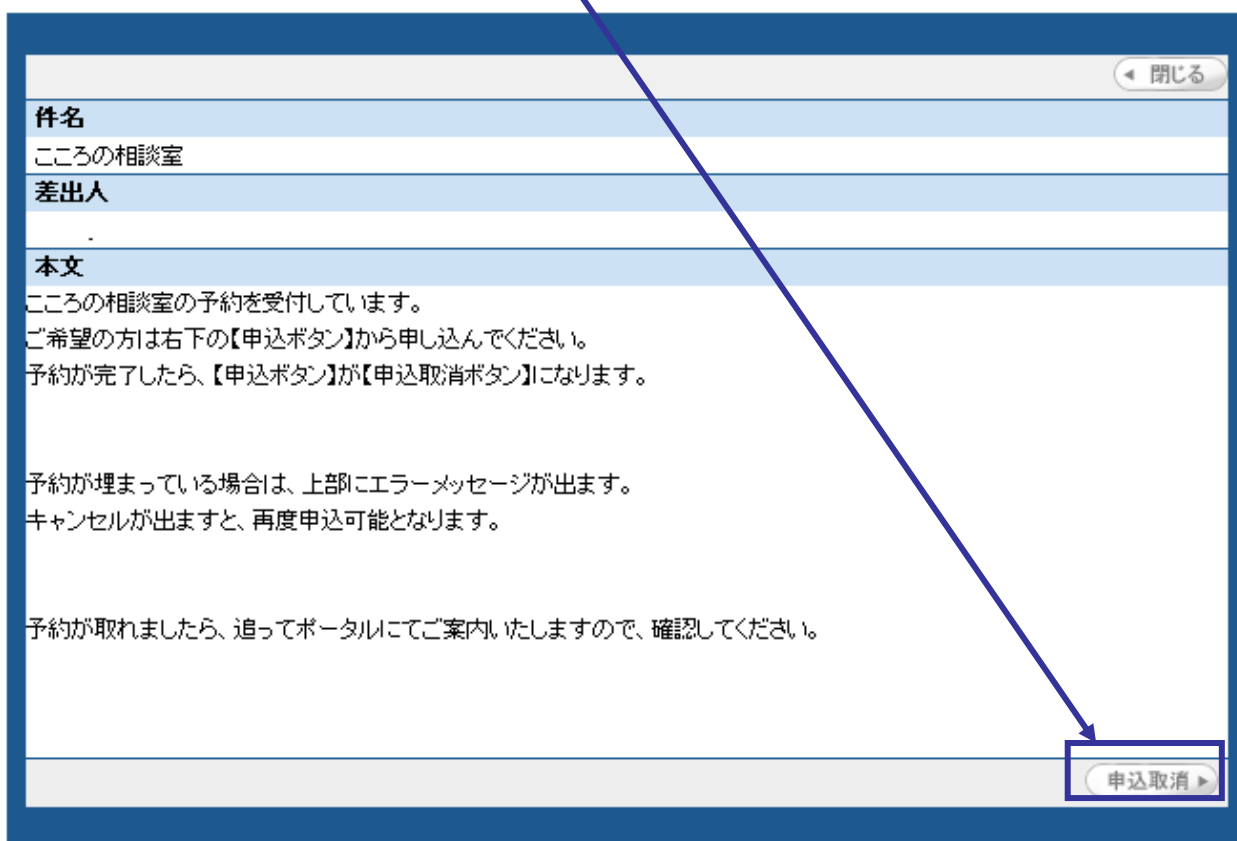 閉じる
件名
こころの相談室
差出人
.
本文
こころの相談室の予約を受付しています。
ご希望の方は右下の【申込ボタン】から申し込んでください。
予約が完了したら、【申込ボタン】が【申込取消ボタン】になります。
予約が埋まっている場合は、上部にエラーメッセージが出ます。
キャンセルが出ますと、再度申込可能となります。
予約が取れましたら、追ってポータルにてご案内いたしますので、確認してください。
申込取消